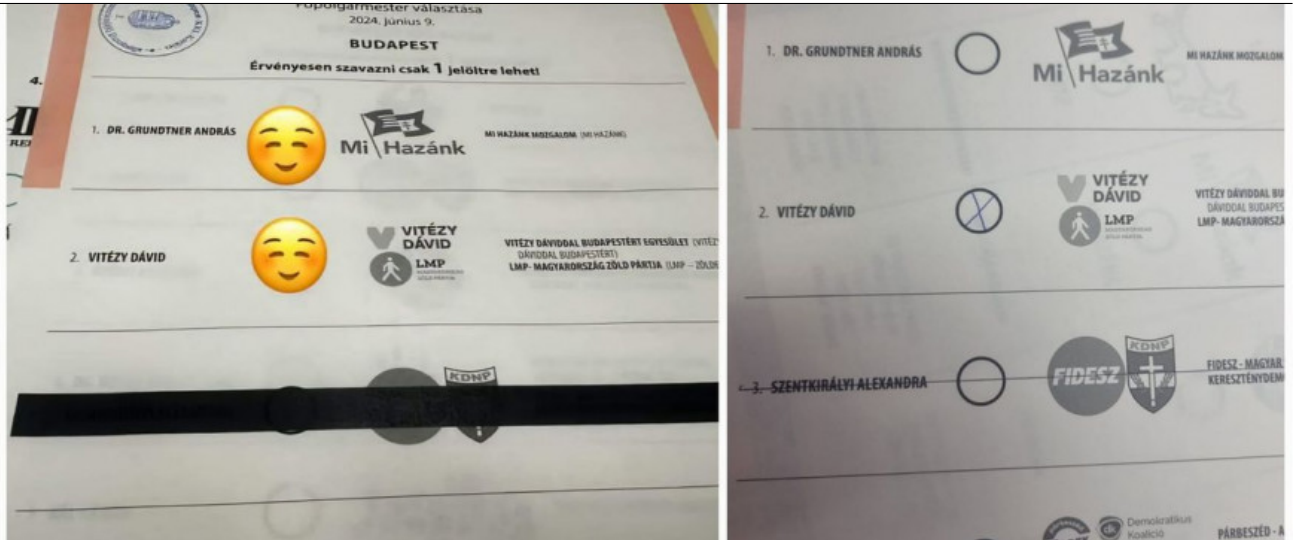 Főpolgármester választása
2024. június 9.
BUDAPEST
Érvényesen szavazni csak 1 jelöltre lehet!
4.
1. DR. GRUNDTNER ANDRÁS
Mi Hazánk
MI HAZÁNK MOZGALOM (MI HAZÁNK)
2. VITÉZY DÁVID
VITÉZY
DÁVID
LMP
VITÉZY DÁVIDDAL BUDAPESTÉRT EGYESÜLET (VITÉZY
DÁVIDDAL BUDAPESTÉRT)
LMP- MAGYARORSZÁG ZÖLD PÁRTJA (LMP – ZÖLDE
KDNP
1. DR. GRUNDTNER ANDRÁS
Mi Hazánk
MI HAZÁNK MOZGALOM
2. VITÉZY DÁVID
VITÉZY
DÁVID
LMP
VITÉZY DÁVIDDAL BU
DÁVIDDAL BUDAPES
LMP- MAGYARORSZÁ
3. SZENTKIRÁLYI ALEXANDRA
FIDESZ
KDNP
FIDESZ - MAGYAR
KERESZTÉNYDEM
Demokratikus
Koalíció
PÁRBESZÉD - A